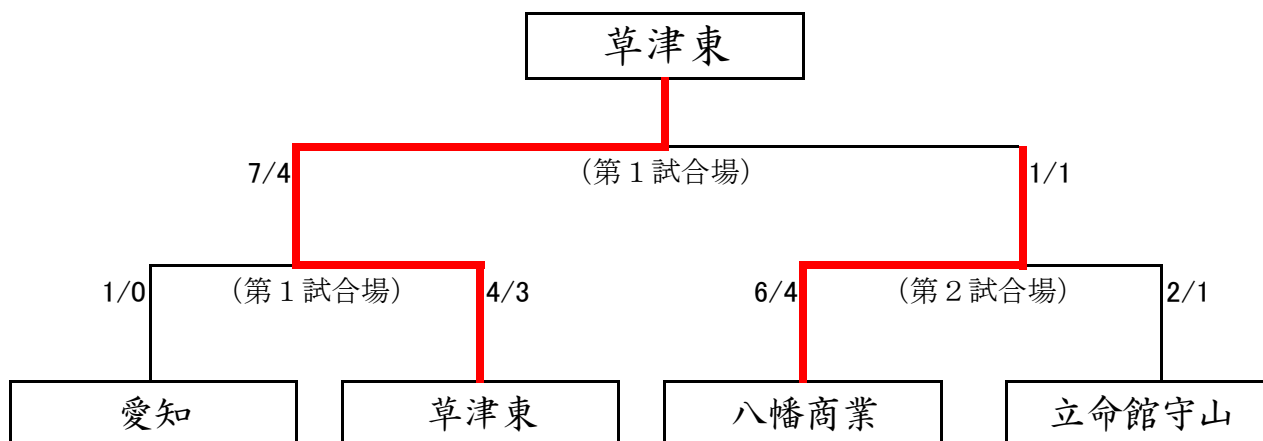 草津東
7/4 (第1試合場) 1/1
1/0 (第1試合場) 4/3 6/4 (第2試合場) 2/1
愛知 草津東 八幡商業 立命館守山